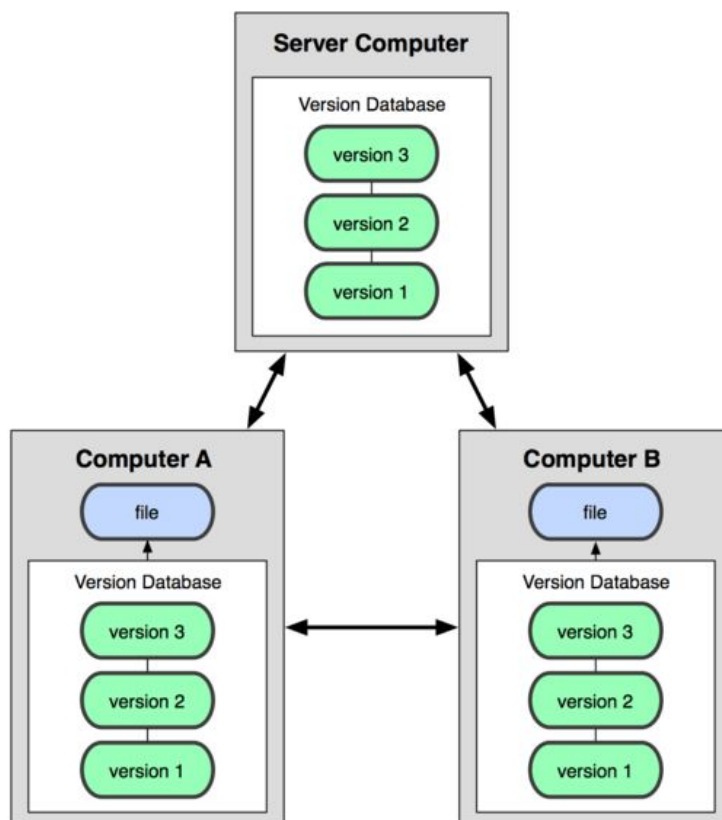 Server Computer
Version Database
version 3
version 2
version 1
Computer A
file
Version Database
version 3
version 2
version 1
Computer B
file
Version Database
version 3
version 2
version 1